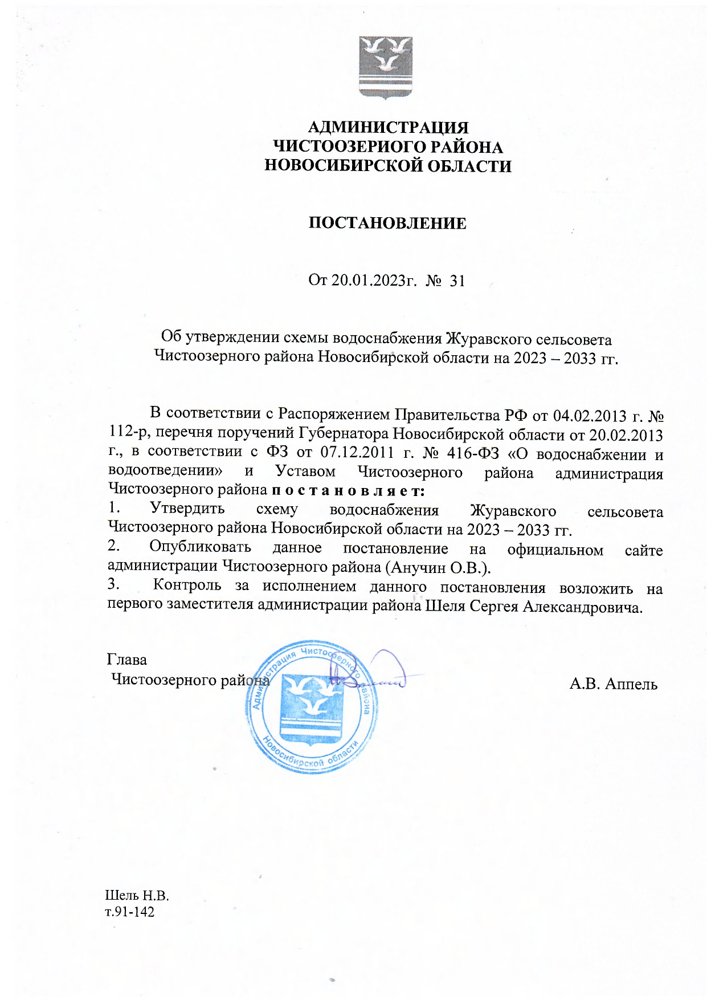 АДМИНИСТРАЦИЯ
ЧИСТООЗЕРИОГО РАЙОНА
НОВОСИБИРСКОЙ ОБЛАСТИ
ПОСТАНОВЛЕНИЕ
От 20.01.2023г. № 31
Об утверждении схемы водоснабжения Журавского сельсовета
Чистоозерного района Новосибирской области на 2023 – 2033 гг.
В соответствии с Распоряжением Правительства РФ от 04.02.2013 г. №
112-р, перечня поручений Губернатора Новосибирской области от 20.02.2013
г., в соответствии с ФЗ от 07.12.2011 г. № 416-ФЗ «О водоснабжении и
водоотведении» и Уставом Чистоозерного района администрация
Чистоозерного района п о с т а н о в л я е т:
1. Утвердить схему водоснабжения Журавского сельсовета
Чистоозерного района Новосибирской области на 2023 – 2033 гг.
2. Опубликовать данное постановление на официальном сайте
администрации Чистоозерного района (Анучин О.В.).
3. Контроль за исполнением данного постановления возложить на
первого заместителя администрации района Шеля Сергея Александровича.
Глава
Чистоозерного района
А.В. Аппель
Администрация Чистоозерного района
Новосибирской области
Шель Н.В.
т.91-142